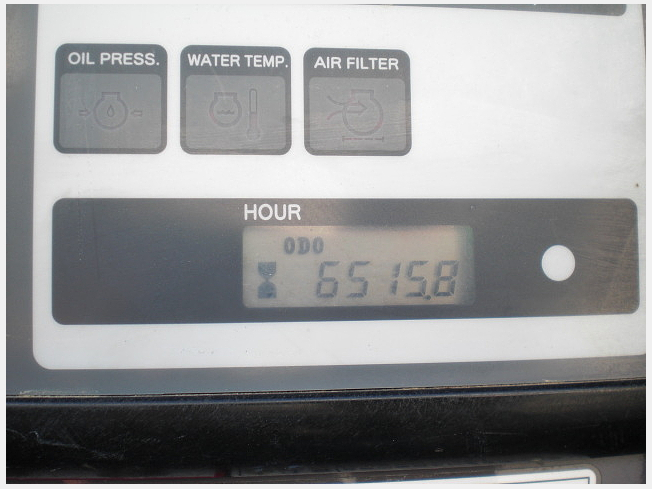 OIL PRESS. WATER TEMP. AIR FILTER
HOUR
ODO
6515.8